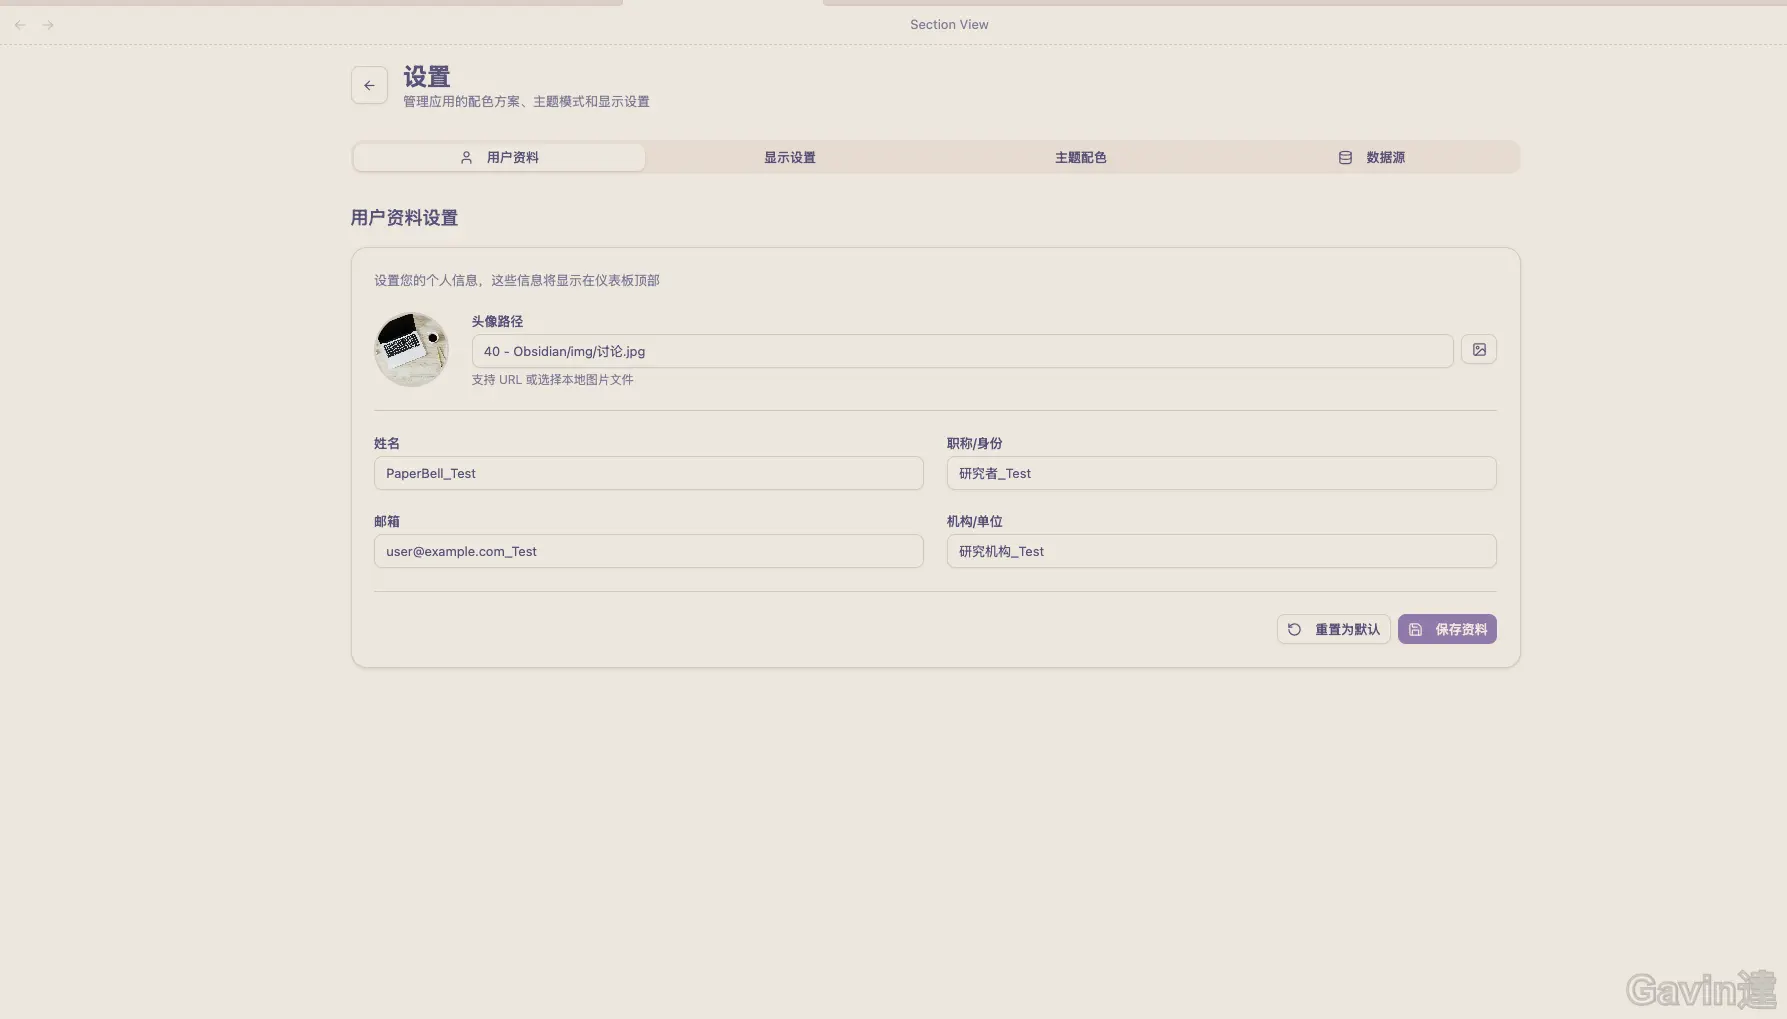 Section View
设置
管理应用的配色方案、主题模式和显示设置
用户资料
显示设置
主题配色
数据源
用户资料设置
设置您的个人信息，这些信息将显示在仪表板顶部
头像路径
40 - Obsidian/img/讨论.jpg
支持 URL 或选择本地图片文件
姓名
职称/身份
PaperBell_Test
研究者_Test
邮箱
机构/单位
user@example.com_Test
研究机构_Test
重置为默认
保存资料
Gavin達